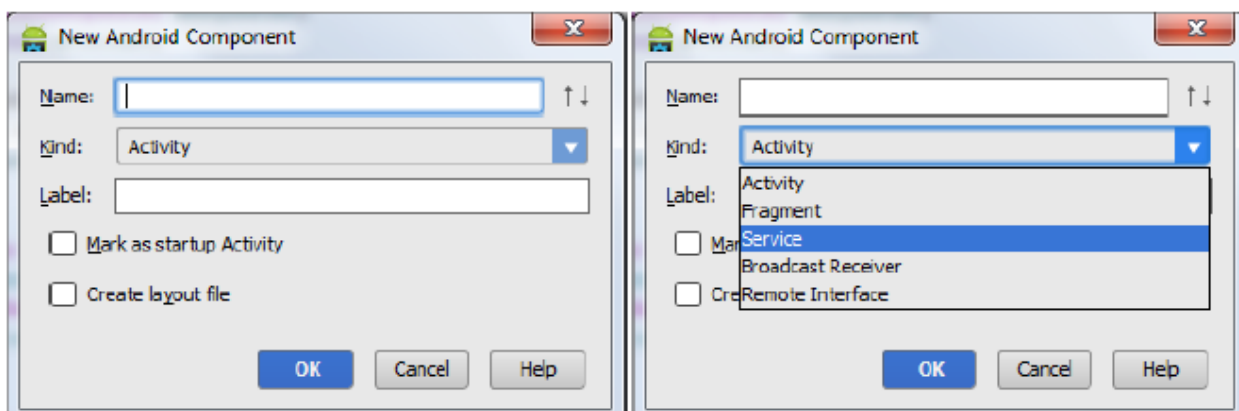 New Android Component
Name:
Kind: Activity
Label:
Mark as startup Activity
Create layout file
OK Cancel Help
New Android Component
Name:
Kind: Activity
Label:
Activity
Fragment
Service
Broadcast Receiver
Remote Interface
Mar
Cre
OK Cancel Help